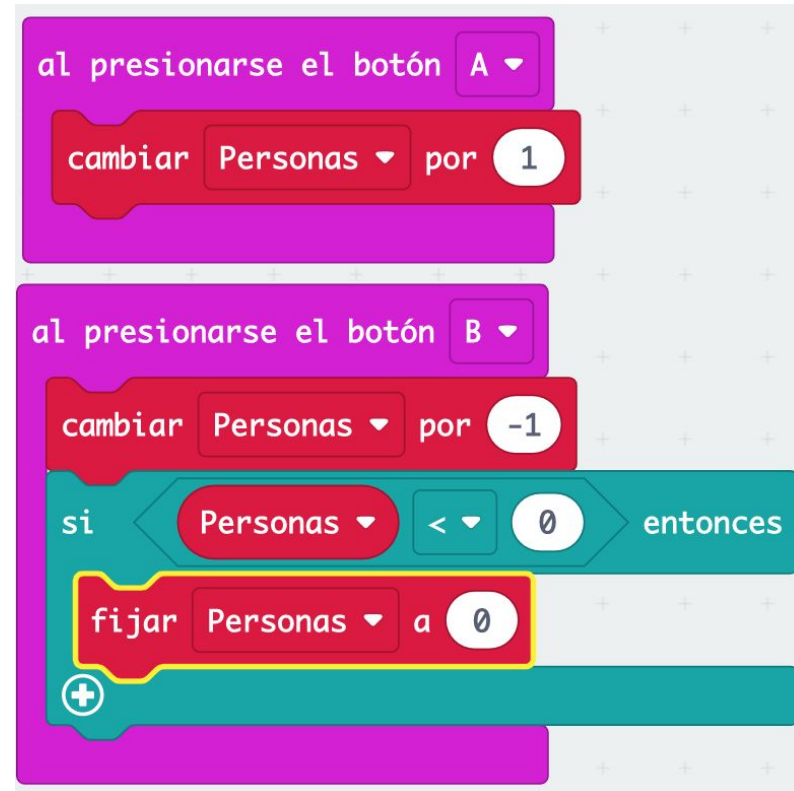 al presionarse el botón A
cambiar Personas por 1
al presionarse el botón B
cambiar Personas por -1
si Personas < 0 entonces
fijar Personas a 0